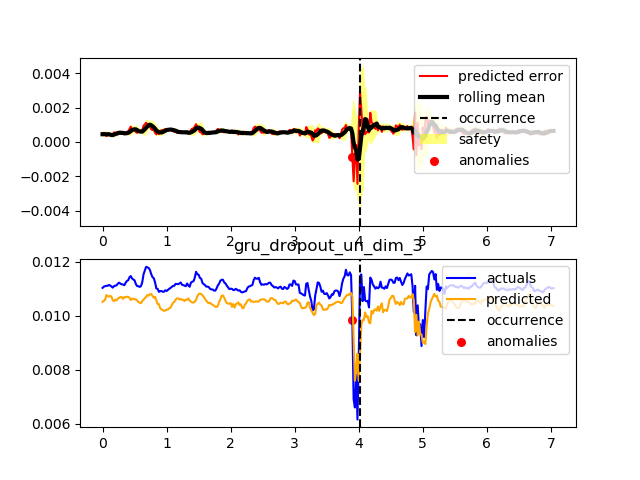 0.004
0.002
0.000
−0.002
−0.004
predicted error
rolling mean
occurrence
safety
anomalies
0 1 2 3 4 5 6 7
gru_dropout_uri_dim_3
0.012
0.010
0.008
0.006
actuals
predicted
occurrence
anomalies
0 1 2 3 4 5 6 7